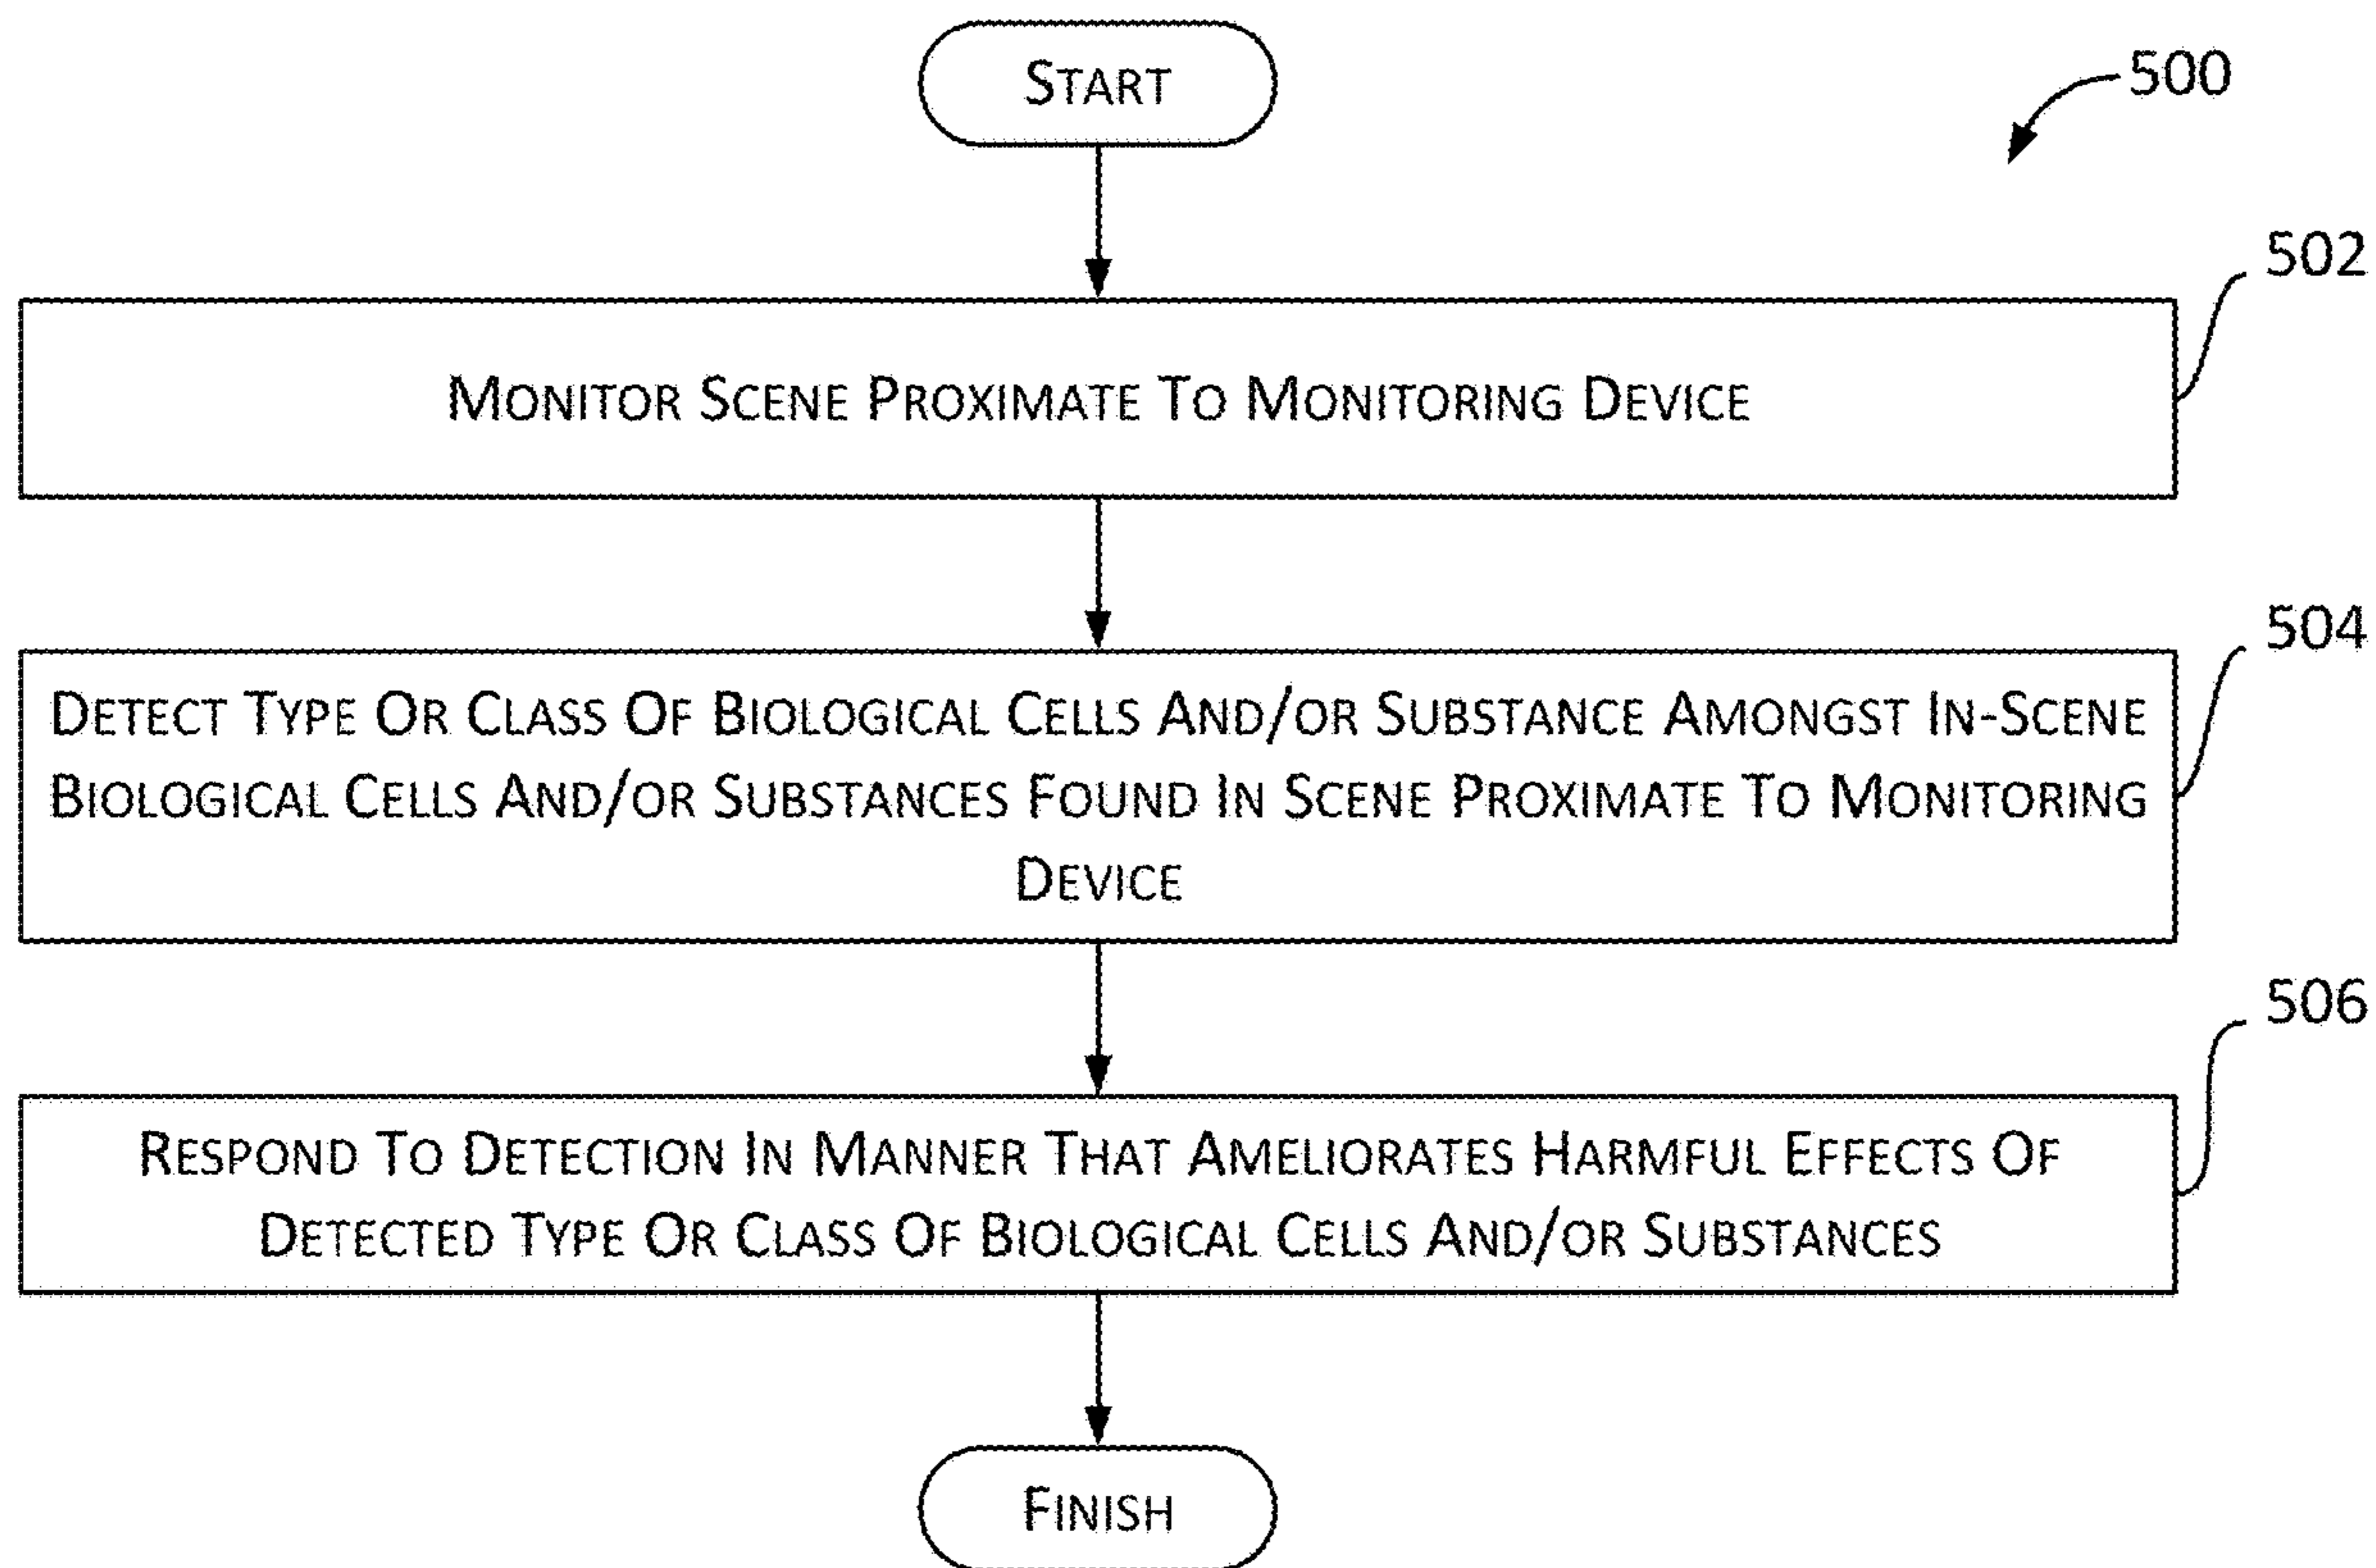 START
500
502
MONITOR SCENE PROXIMATE TO MONITORING DEVICE
504
DETECT TYPE OR CLASS OF BIOLOGICAL CELLS AND/OR SUBSTANCE AMONGST IN-SCENE
BIOLOGICAL CELLS AND/OR SUBSTANCES FOUND IN SCENE PROXIMATE TO MONITORING
DEVICE
506
RESPOND TO DETECTION IN MANNER THAT AMELIORATES HARMFUL EFFECTS OF
DETECTED TYPE OR CLASS OF BIOLOGICAL CELLS AND/OR SUBSTANCES
FINISH